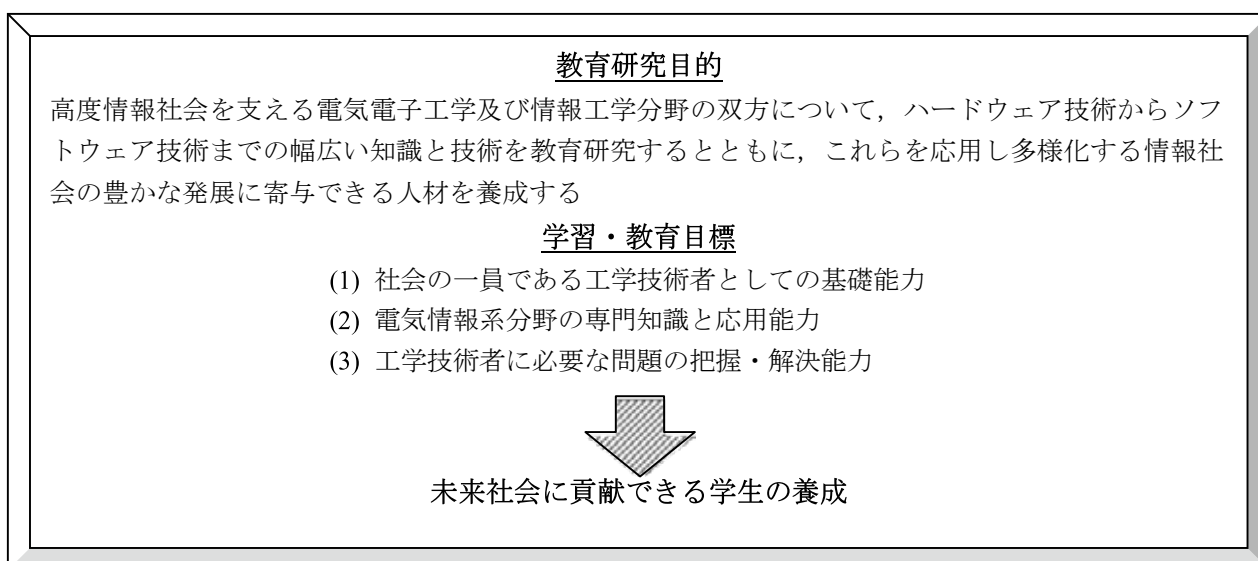 教育研究目的
高度情報社会を支える電気電子工学及び情報工学分野の双方について，ハードウェア技術からソフ
トウェア技術までの幅広い知識と技術を教育研究するとともに，これらを応用し多様化する情報社
会の豊かな発展に寄与できる人材を養成する
学習・教育目標
(1) 社会の一員である工学技術者としての基礎能力
(2) 電気情報系分野の専門知識と応用能力
(3) 工学技術者に必要な問題の把握・解決能力
未来社会に貢献できる学生の養成